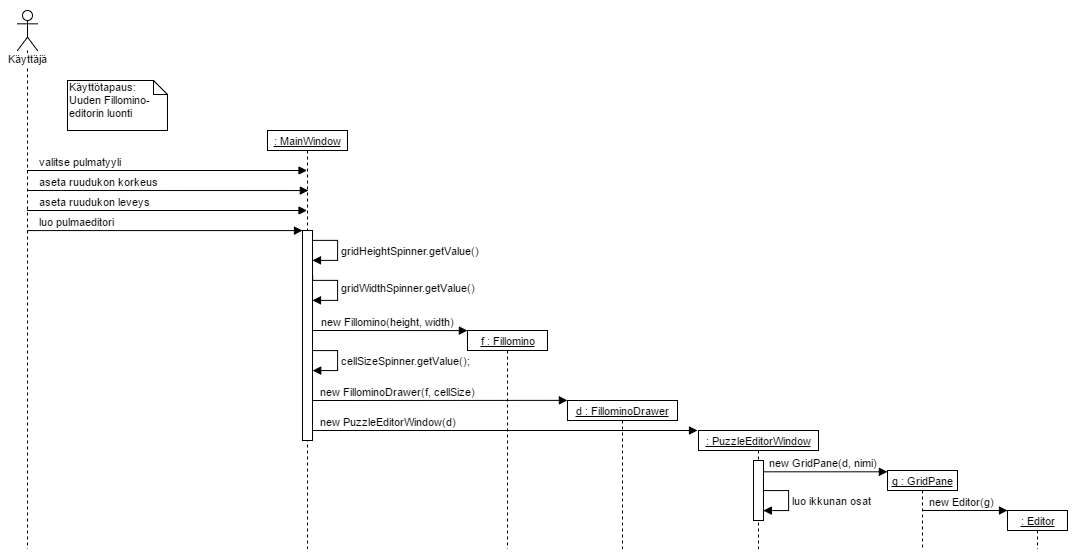 Käyttäjä
Käyttötapaus:
Uuden Fillomino-
editorin luonti
: MainWindow
valitse pulmatyyli
aseta ruudukon korkeus
aseta ruudukon leveys
luo pulmaeditori
gridHeightSpinner.getValue()
gridWidthSpinner.getValue()
new Fillomino(height, width)
f : Fillomino
cellSizeSpinner.getValue();
new FillominoDrawer(f, cellSize)
d : FillominoDrawer
new PuzzleEditorWindow(d)
: PuzzleEditorWindow
new GridPane(d, nimi)
g : GridPane
luo ikkunan osat
new Editor(g)
: Editor